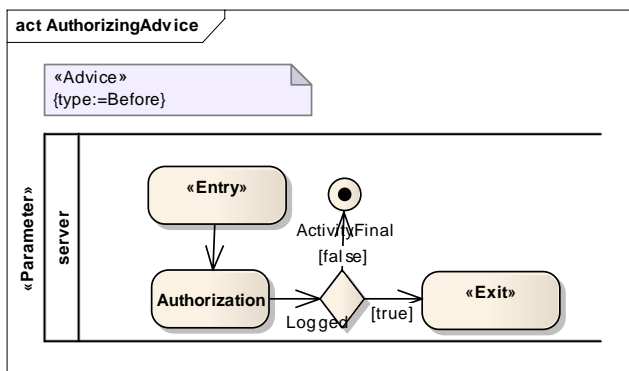 act AuthorizingAdvice
«Advice»
{type:=Before}
«Parameter»
server
«Entry»
ActivityFinal
[false]
Authorization
Logged
[true]
«Exit»